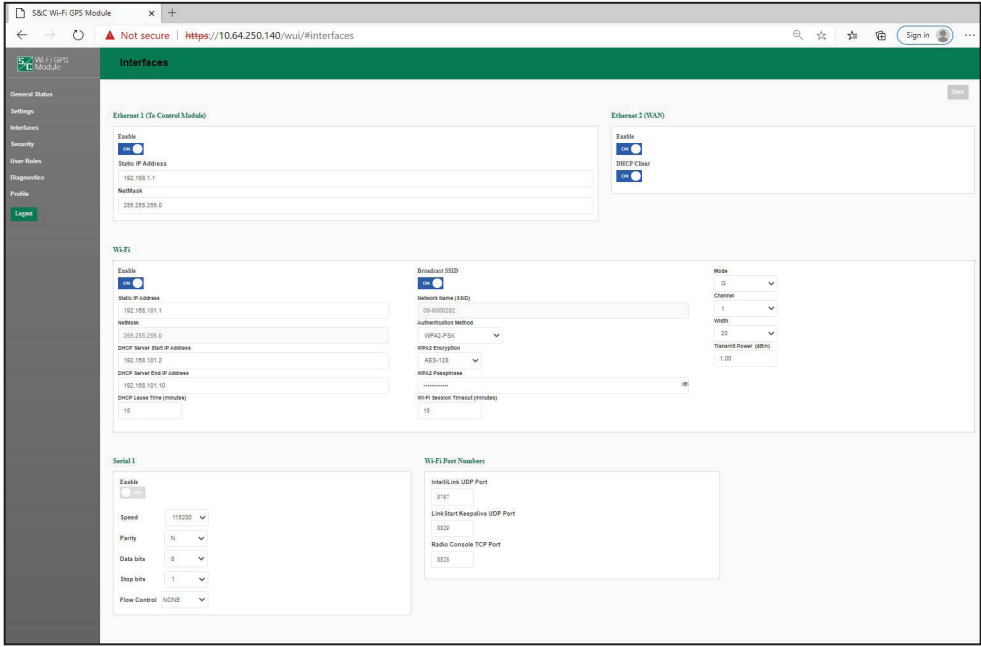 S&C Wi-Fi GPS Module
Not secure | https://10.64.250.140/wui/#interfaces
Sign in
S&C Wi-Fi GPS Module
Interfaces
General Status
Settings
Interfaces
Security
User Roles
Diagnostics
Profile
Logout
Save
Ethernet 1 (To Control Module)
Enable
ON
Static IP Address
192.168.1.1
NetMask
255.255.255.0
Ethernet 2 (WAN)
Enable
ON
DHCP Client
ON
Wi-Fi
Enable
ON
Static IP Address
192.168.101.1
NetMask
255.255.255.0
DHCP Server Start IP Address
192.168.101.2
DHCP Server End IP Address
192.168.101.10
DHCP Lease Time (minutes)
15
Broadcast SSID
ON
Network Name (SSID)
Authentication Method
WPA2-PSK
WPA2 Encryption
AES-128
WPA2 Passphrase
Wi-Fi Session Timeout (minutes)
15
Mode
G
Channel
1
Width
20
Transmit Power (dBm)
1.00
Serial 1
Enable
Speed 115200
Parity N
Data bits 8
Stop bits 1
Flow Control NONE
Wi-Fi Port Numbers
IntelliLink UDP Port
9797
LinkStart Keepalive UDP Port
8829
Radio Console TCP Port
8828